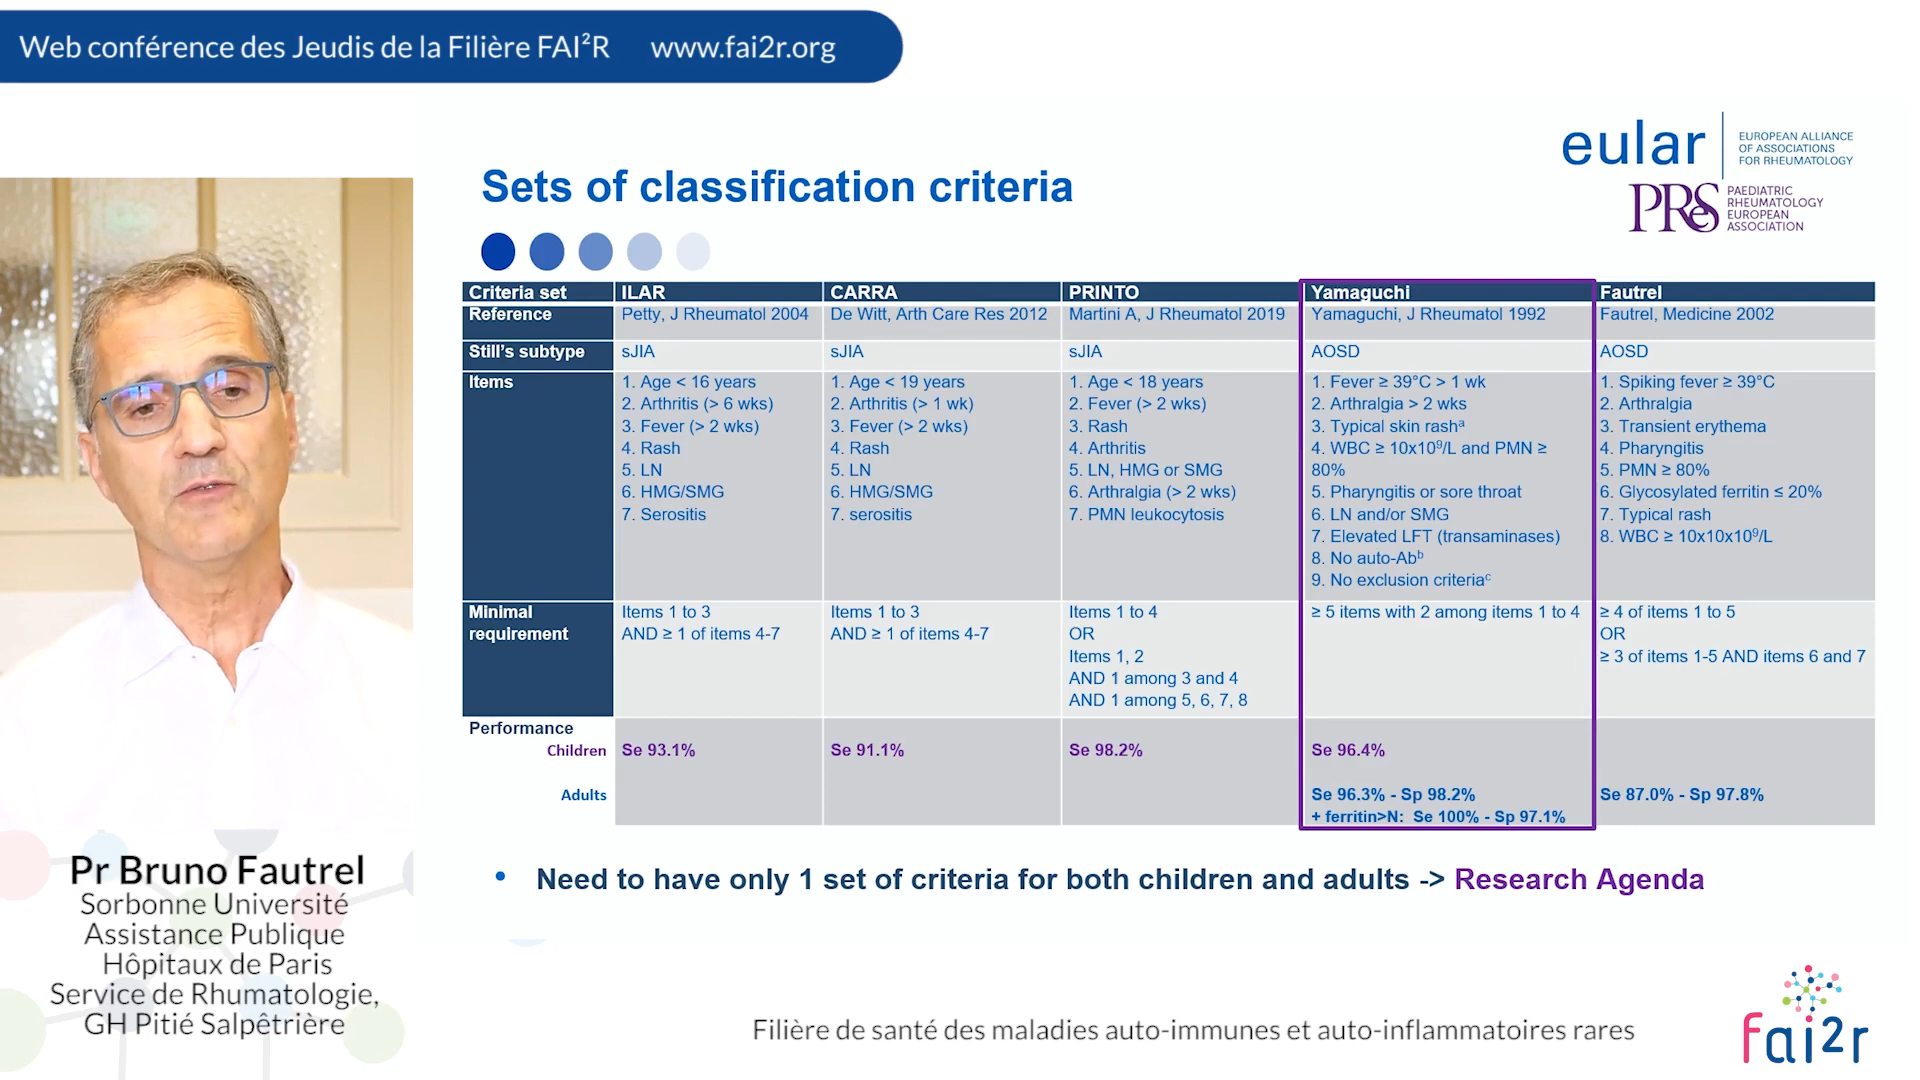 Web conférence des Jeudis de la Filière FAI²R www.fai2r.org
eular
EUROPEAN ALLIANCE
OF ASSOCIATIONS
FOR RHEUMATOLOGY
PReS
PAEDIATRIC
RHEUMATOLOGY
EUROPEAN
ASSOCIATION
Sets of classification criteria
Criteria set ILAR CARRA PRINTO Yamaguchi Fautrel
Reference Petty, J Rheumatol 2004 De Witt, Arth Care Res 2012 Martini A, J Rheumatol 2019 Yamaguchi, J Rheumatol 1992 Fautrel, Medicine 2002
Still's subtype sJIA sJIA sJIA AOSD AOSD
Items
1. Age < 16 years
2. Arthritis (> 6 wks)
3. Fever (> 2 wks)
4. Rash
5. LN
6. HMG/SMG
7. Serositis
1. Age < 19 years
2. Arthritis (> 1 wk)
3. Fever (> 2 wks)
4. Rash
5. LN
6. HMG/SMG
7. serositis
1. Age < 18 years
2. Fever (> 2 wks)
3. Rash
4. Arthritis
5. LN, HMG or SMG
6. Arthralgia (> 2 wks)
7. PMN leukocytosis
1. Fever ≥ 39°C > 1 wk
2. Arthralgia > 2 wks
3. Typical skin rashᵃ
4. WBC ≥ 10x10⁹/L and PMN ≥
80%
5. Pharyngitis or sore throat
6. LN and/or SMG
7. Elevated LFT (transaminases)
8. No auto-Abᵇ
9. No exclusion criteriaᶜ
1. Spiking fever ≥ 39°C
2. Arthralgia
3. Transient erythema
4. Pharyngitis
5. PMN ≥ 80%
6. Glycosylated ferritin ≤ 20%
7. Typical rash
8. WBC ≥ 10x10x10⁹/L
Minimal
requirement
Items 1 to 3
AND ≥ 1 of items 4-7
Items 1 to 3
AND ≥ 1 of items 4-7
Items 1 to 4
OR
Items 1, 2
AND 1 among 3 and 4
AND 1 among 5, 6, 7, 8
≥ 5 items with 2 among items 1 to 4
≥ 4 of items 1 to 5
OR
≥ 3 of items 1-5 AND items 6 and 7
Performance
Children Se 93.1% Se 91.1% Se 98.2% Se 96.4%
Adults Se 96.3% - Sp 98.2% Se 87.0% - Sp 97.8%
+ ferritin>N: Se 100% - Sp 97.1%
• Need to have only 1 set of criteria for both children and adults -> Research Agenda
Pr Bruno Fautrel
Sorbonne Université
Assistance Publique
Hôpitaux de Paris
Service de Rhumatologie,
GH Pitié Salpêtrière
Filière de santé des maladies auto-immunes et auto-inflammatoires rares
fai2r